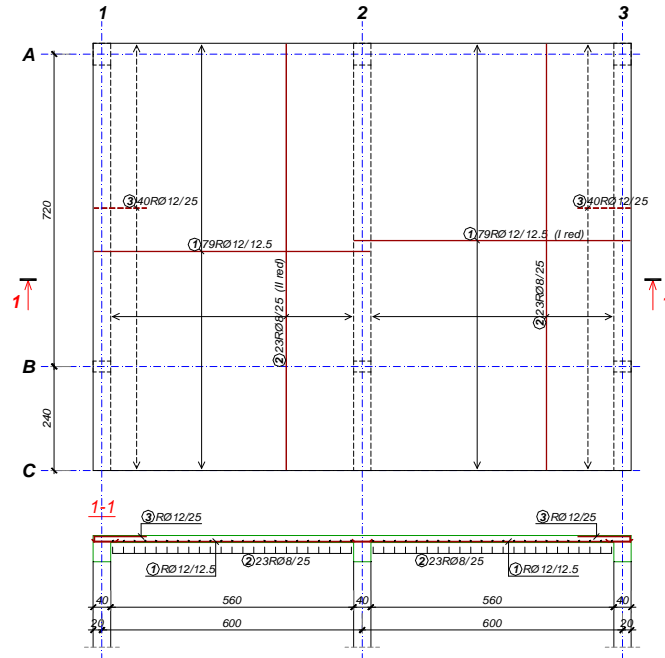 1 2 3
A
③40RØ12/25 ③40RØ12/25
720
①79RØ12/12.5 (I red)
①79RØ12/12.5
②23RØ8/25 (II red)
②23RØ8/25
1 1
B
240
C
1-1
③RØ12/25 ③RØ12/25
②23RØ8/25 ②23RØ8/25
①RØ12/12.5 ①RØ12/12.5
40 560 40 560 40
20 600 600 20